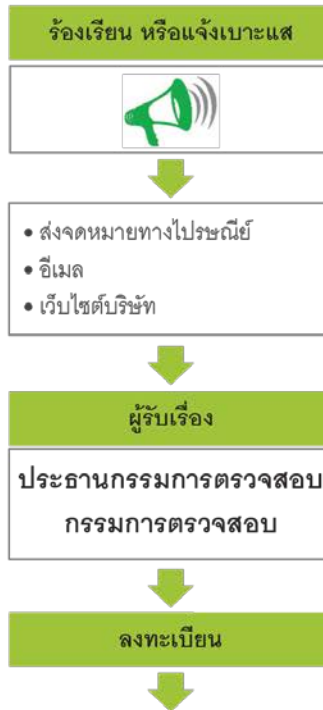 ร้องเรียน หรือแจ้งเบาะแส
• ส่งจดหมายทางไปรษณีย์
• อีเมล
• เว็บไซต์บริษัท
ผู้รับเรื่อง
ประธานกรรมการตรวจสอบ
กรรมการตรวจสอบ
ลงทะเบียน